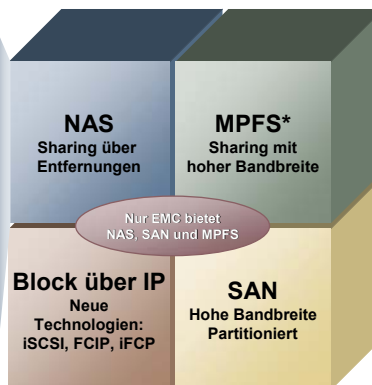 NAS
Sharing über
Entfernungen
MPFS*
Sharing mit
hoher Bandbreite
Nur EMC bietet
NAS, SAN und MPFS
Block über IP
Neue
Technologien:
iSCSI, FCIP, iFCP
SAN
Hohe Bandbreite
Partitioniert